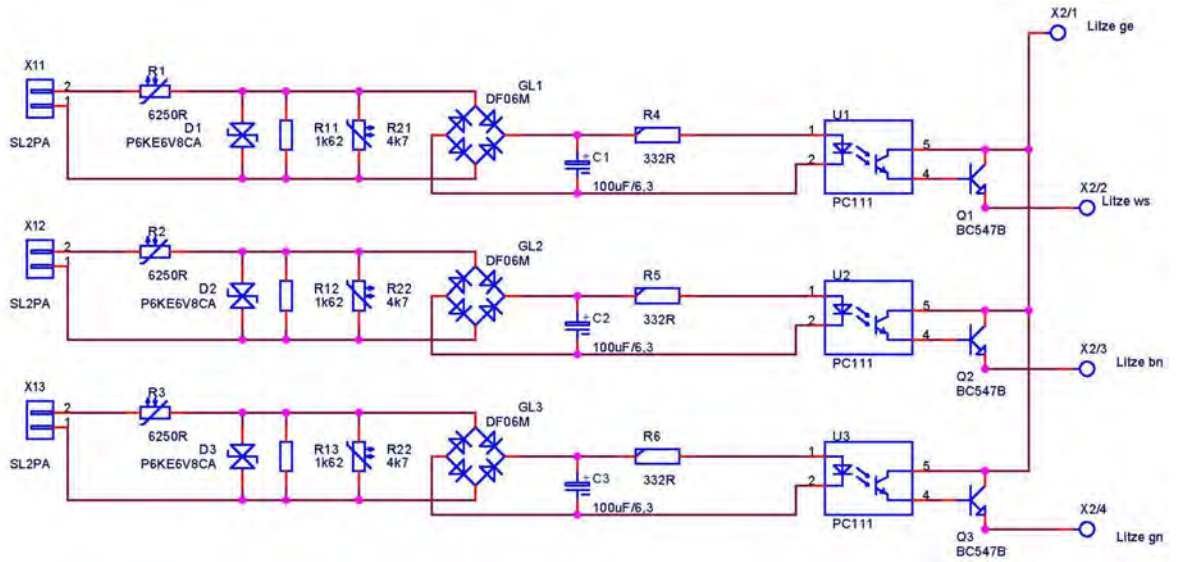 X2/1
Litze ge
X11
2
1
SL2PA
R1
6250R
D1
P6KE6V8CA
R11
1k62
R21
4k7
GL1
DF06M
C1
+
100uF/6,3
R4
332R
U1
1
2
5
4
PC111
Q1
BC547B
X2/2
Litze ws
X12
2
1
SL2PA
R2
6250R
D2
P6KE6V8CA
R12
1k62
R22
4k7
GL2
DF06M
C2
+
100uF/6,3
R5
332R
U2
1
2
5
4
PC111
Q2
BC547B
X2/3
Litze bn
X13
2
1
SL2PA
R3
6250R
D3
P6KE6V8CA
R13
1k62
R22
4k7
GL3
DF06M
C3
+
100uF/6,3
R6
332R
U3
1
2
5
4
PC111
Q3
BC547B
X2/4
Litze gn